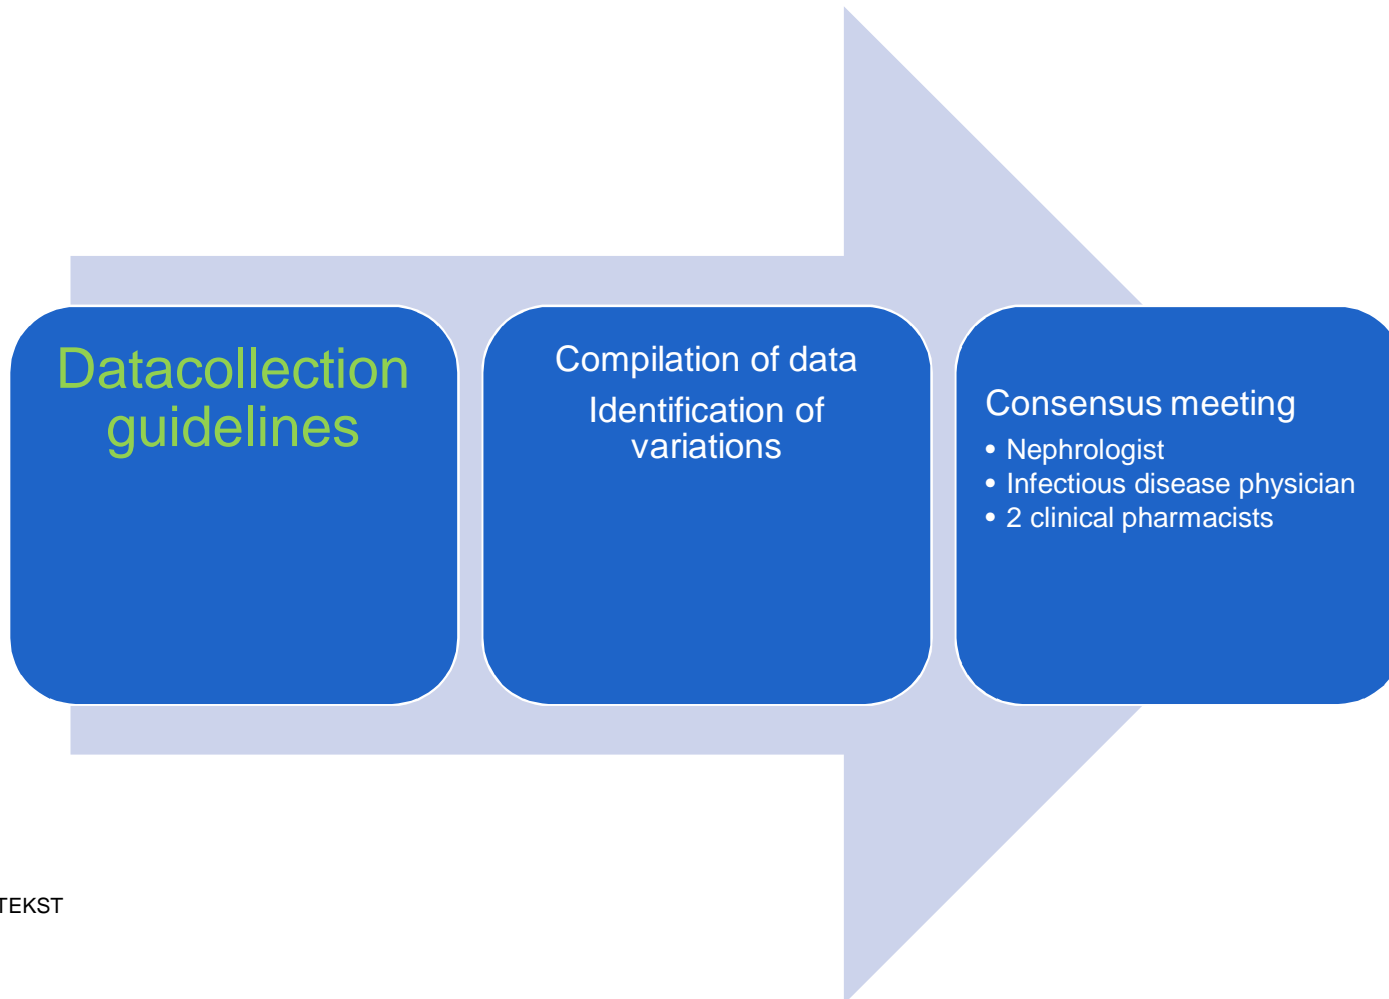 Datacollection
guidelines
Compilation of data
Identification of
variations
Consensus meeting
• Nephrologist
• Infectious disease physician
• 2 clinical pharmacists
TEKST